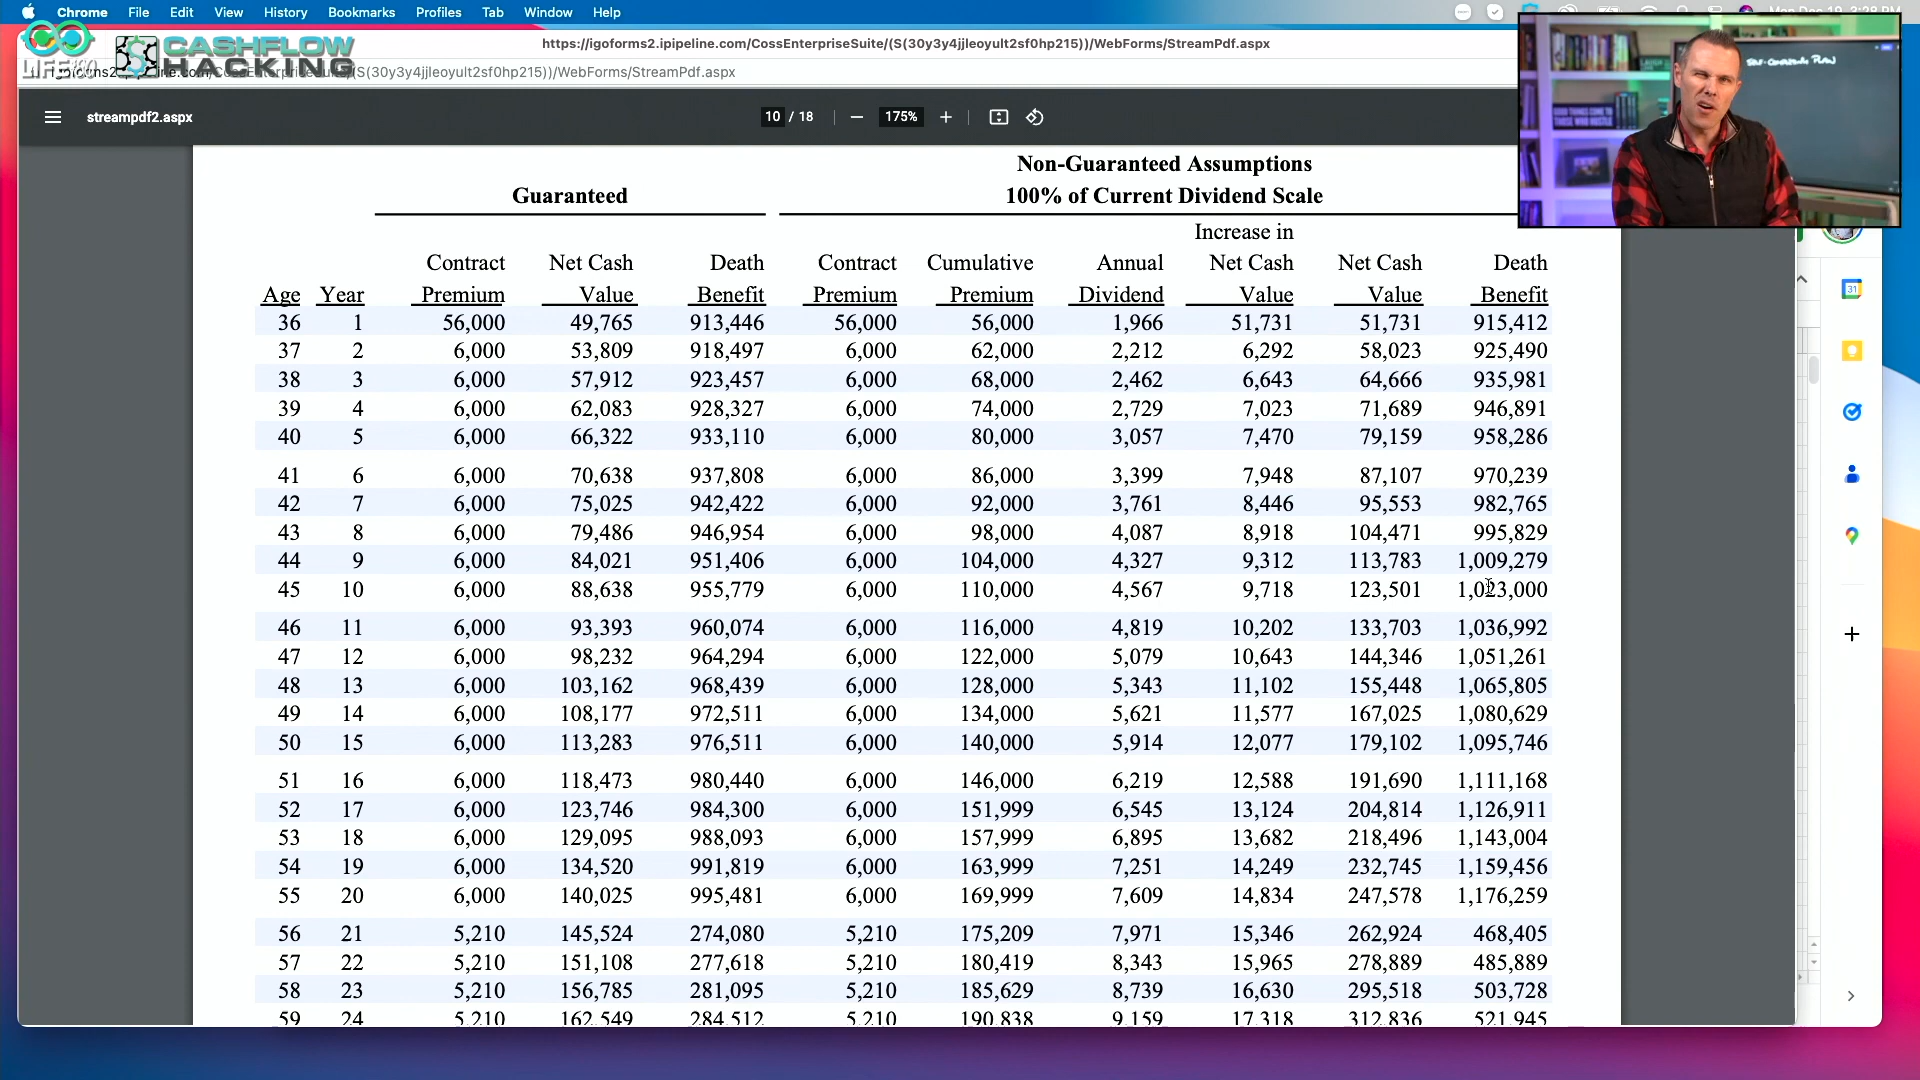 Chrome File Edit View History Bookmarks Profiles Tab Window Help
CASHFLOW
HACKING
LIFE
https://igoforms2.ipipeline.com/CossEnterpriseSuite/(S(30y3y4jjleoyult2sf0hp215))/WebForms/StreamPdf.aspx
(S(30y3y4jjleoyult2sf0hp215))/WebForms/StreamPdf.aspx
SELF-COMPLETING PLAN
streampdf2.aspx 10 / 18 175%
Non-Guaranteed Assumptions
Guaranteed 100% of Current Dividend Scale
Increase in
Contract Net Cash Death Contract Cumulative Annual Net Cash Net Cash Death
Age Year Premium Value Benefit Premium Premium Dividend Value Value Benefit
36 1 56,000 49,765 913,446 56,000 56,000 1,966 51,731 51,731 915,412
37 2 6,000 53,809 918,497 6,000 62,000 2,212 6,292 58,023 925,490
38 3 6,000 57,912 923,457 6,000 68,000 2,462 6,643 64,666 935,981
39 4 6,000 62,083 928,327 6,000 74,000 2,729 7,023 71,689 946,891
40 5 6,000 66,322 933,110 6,000 80,000 3,057 7,470 79,159 958,286
41 6 6,000 70,638 937,808 6,000 86,000 3,399 7,948 87,107 970,239
42 7 6,000 75,025 942,422 6,000 92,000 3,761 8,446 95,553 982,765
43 8 6,000 79,486 946,954 6,000 98,000 4,087 8,918 104,471 995,829
44 9 6,000 84,021 951,406 6,000 104,000 4,327 9,312 113,783 1,009,279
45 10 6,000 88,638 955,779 6,000 110,000 4,567 9,718 123,501 1,023,000
46 11 6,000 93,393 960,074 6,000 116,000 4,819 10,202 133,703 1,036,992
47 12 6,000 98,232 964,294 6,000 122,000 5,079 10,643 144,346 1,051,261
48 13 6,000 103,162 968,439 6,000 128,000 5,343 11,102 155,448 1,065,805
49 14 6,000 108,177 972,511 6,000 134,000 5,621 11,577 167,025 1,080,629
50 15 6,000 113,283 976,511 6,000 140,000 5,914 12,077 179,102 1,095,746
51 16 6,000 118,473 980,440 6,000 146,000 6,219 12,588 191,690 1,111,168
52 17 6,000 123,746 984,300 6,000 151,999 6,545 13,124 204,814 1,126,911
53 18 6,000 129,095 988,093 6,000 157,999 6,895 13,682 218,496 1,143,004
54 19 6,000 134,520 991,819 6,000 163,999 7,251 14,249 232,745 1,159,456
55 20 6,000 140,025 995,481 6,000 169,999 7,609 14,834 247,578 1,176,259
56 21 5,210 145,524 274,080 5,210 175,209 7,971 15,346 262,924 468,405
57 22 5,210 151,108 277,618 5,210 180,419 8,343 15,965 278,889 485,889
58 23 5,210 156,785 281,095 5,210 185,629 8,739 16,630 295,518 503,728
59 24 5,210 162,549 284,512 5,210 190,838 9,159 17,318 312,836 521,945
31